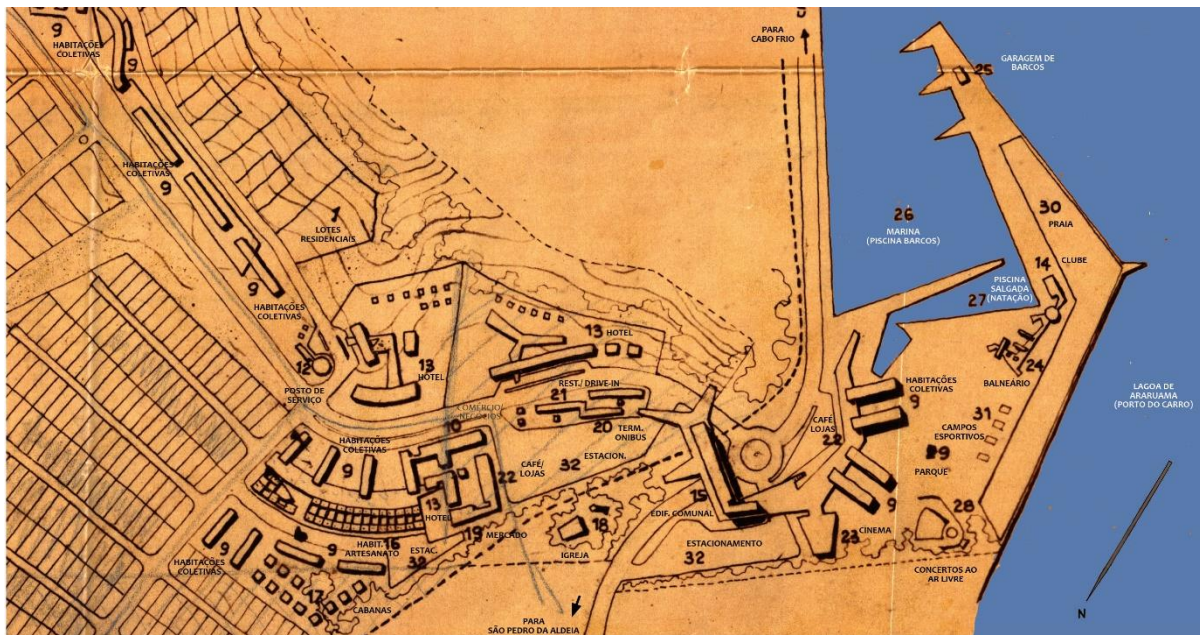 9
HABITAÇÕES
COLETIVAS
9
PARA
CABO FRIO
GARAGEM DE
BARCOS
25
HABITAÇÕES
COLETIVAS
9
1
LOTES
RESIDENCIAIS
26
MARINA
(PISCINA BARCOS)
30
PRAIA
CLUBE
14
PISCINA
SALGADA
(NATAÇÃO)
27
9
HABITAÇÕES
COLETIVAS
12
POSTO DE
SERVIÇO
13
HOTEL
13 HOTEL
REST./ DRIVE-IN
21
24
BALNEÁRIO
HABITAÇÕES
COLETIVAS
9
LAGOA DE
ARARUAMA
(PORTO DO CARRO)
COMÉRCIO/
NEGÓCIOS
10
20
TERM.
ONIBUS
CAFÉ
LOJAS
22
31
CAMPOS
ESPORTIVOS
HABITAÇÕES
COLETIVAS
9
CAFÉ/
LOJAS
22
32
ESTACION.
29
PARQUE
15
EDIF. COMUNAL
9
13
HOTEL
19 MERCADO
18
IGREJA
23
CINEMA
28
9
9
HABITAÇÕES
COLETIVAS
HABIT.
ARTESANATO
16
ESTAC.
32
ESTACIONAMENTO
32
CONCERTOS AO
AR LIVRE
17
CABANAS
PARA
SÃO PEDRO DA ALDEIA
N